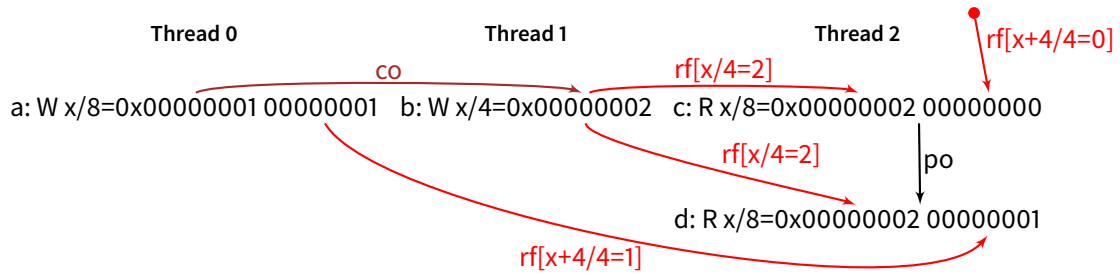 Thread 0
Thread 1
Thread 2
rf[x+4/4=0]
co
rf[x/4=2]
a: W x/8=0x00000001 00000001
b: W x/4=0x00000002
c: R x/8=0x00000002 00000000
rf[x/4=2]
po
d: R x/8=0x00000002 00000001
rf[x+4/4=1]